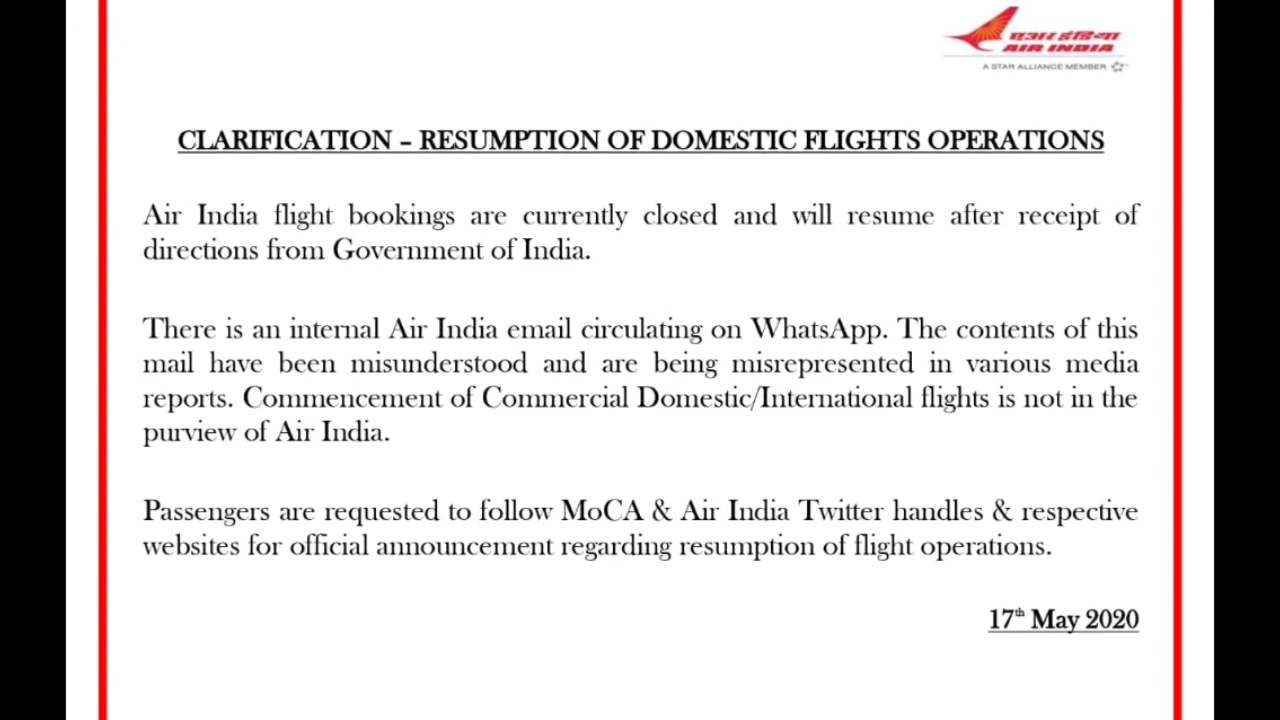 एअर इंडिया
AIR INDIA
A STAR ALLIANCE MEMBER
CLARIFICATION – RESUMPTION OF DOMESTIC FLIGHTS OPERATIONS
Air India flight bookings are currently closed and will resume after receipt of
directions from Government of India.
There is an internal Air India email circulating on WhatsApp. The contents of this
mail have been misunderstood and are being misrepresented in various media
reports. Commencement of Commercial Domestic/International flights is not in the
purview of Air India.
Passengers are requested to follow MoCA & Air India Twitter handles & respective
websites for official announcement regarding resumption of flight operations.
17th May 2020